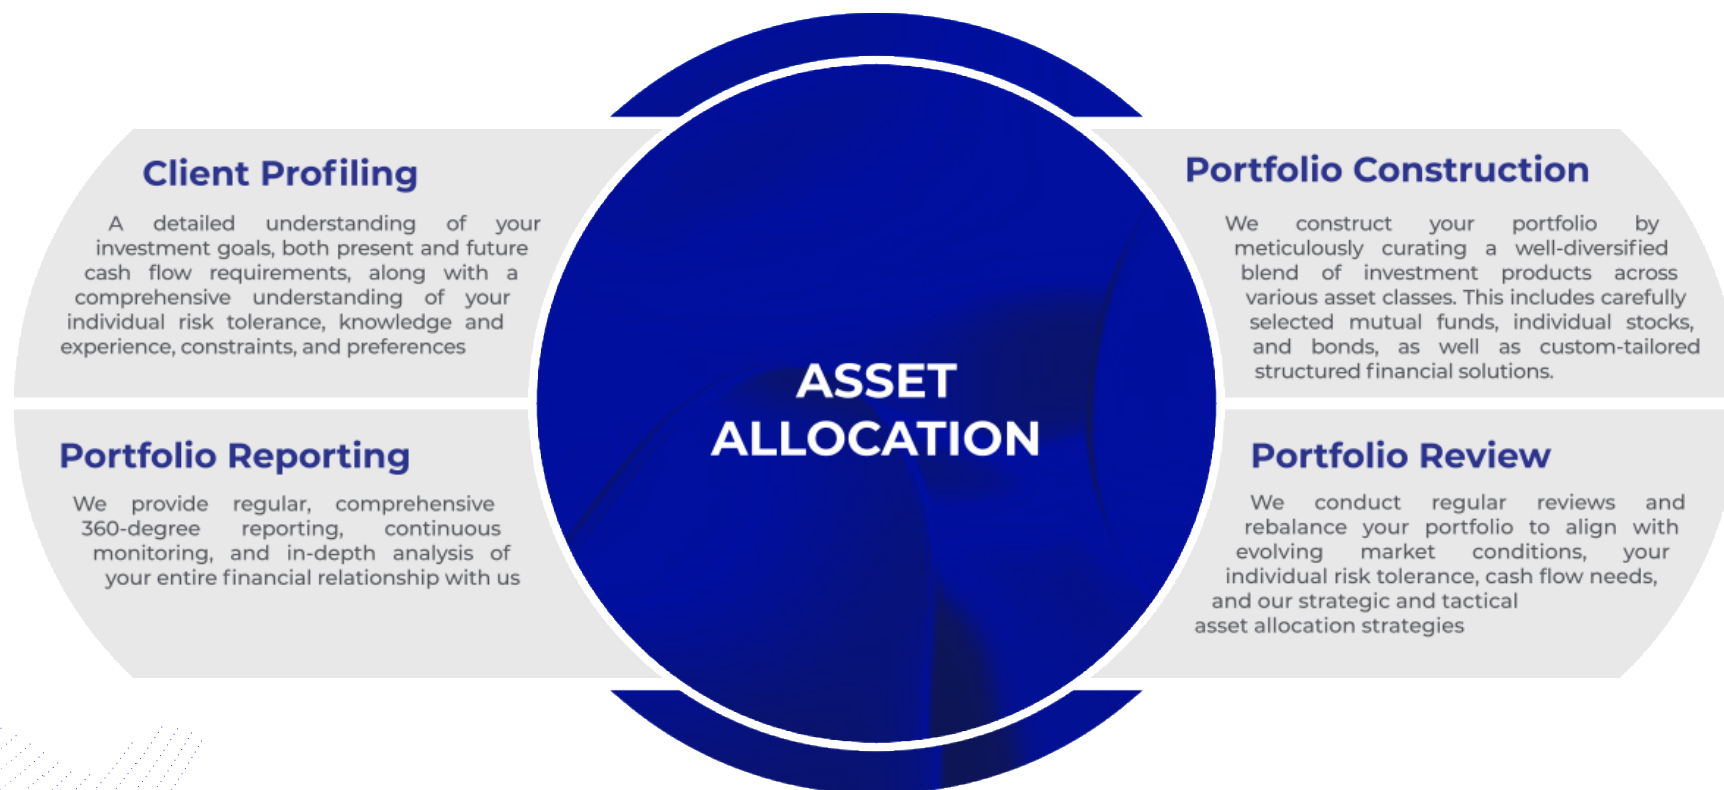 Client Profiling
A detailed understanding of your
investment goals, both present and future
cash flow requirements, along with a
comprehensive understanding of your
individual risk tolerance, knowledge and
experience, constraints, and preferences
Portfolio Construction
We construct your portfolio by
meticulously curating a well-diversified
blend of investment products across
various asset classes. This includes carefully
selected mutual funds, individual stocks,
and bonds, as well as custom-tailored
structured financial solutions.
ASSET
ALLOCATION
Portfolio Reporting
We provide regular, comprehensive
360-degree reporting, continuous
monitoring, and in-depth analysis of
your entire financial relationship with us
Portfolio Review
We conduct regular reviews and
rebalance your portfolio to align with
evolving market conditions, your
individual risk tolerance, cash flow needs,
and our strategic and tactical
asset allocation strategies